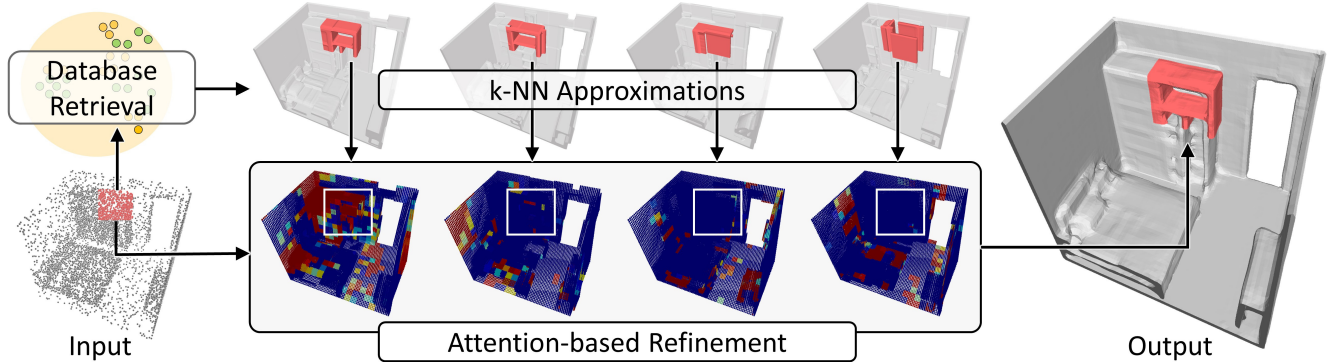 Database
Retrieval
k-NN Approximations
Input
Attention-based Refinement
Output